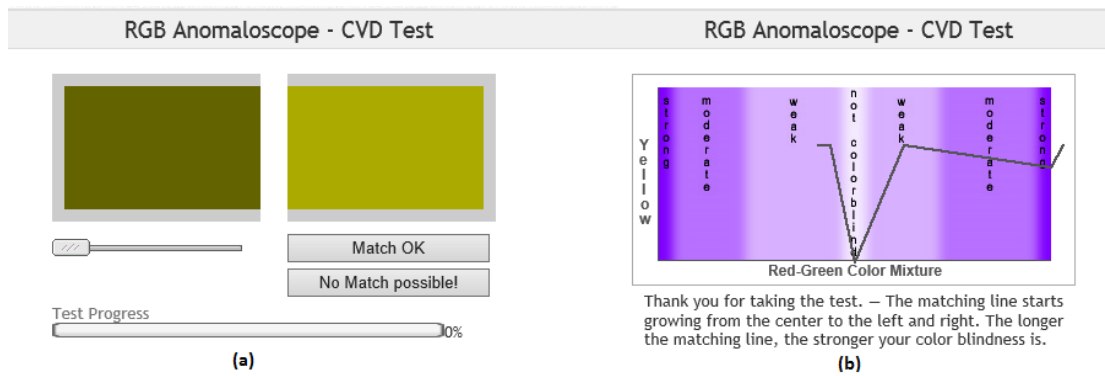 RGB Anomaloscope - CVD Test
Match OK
No Match possible!
Test Progress
0%
(a)
RGB Anomaloscope - CVD Test
Yellow
strong
moderate
weak
not colorblind
weak
moderate
strong
Red-Green Color Mixture
Thank you for taking the test. — The matching line starts
growing from the center to the left and right. The longer
the matching line, the stronger your color blindness is.
(b)